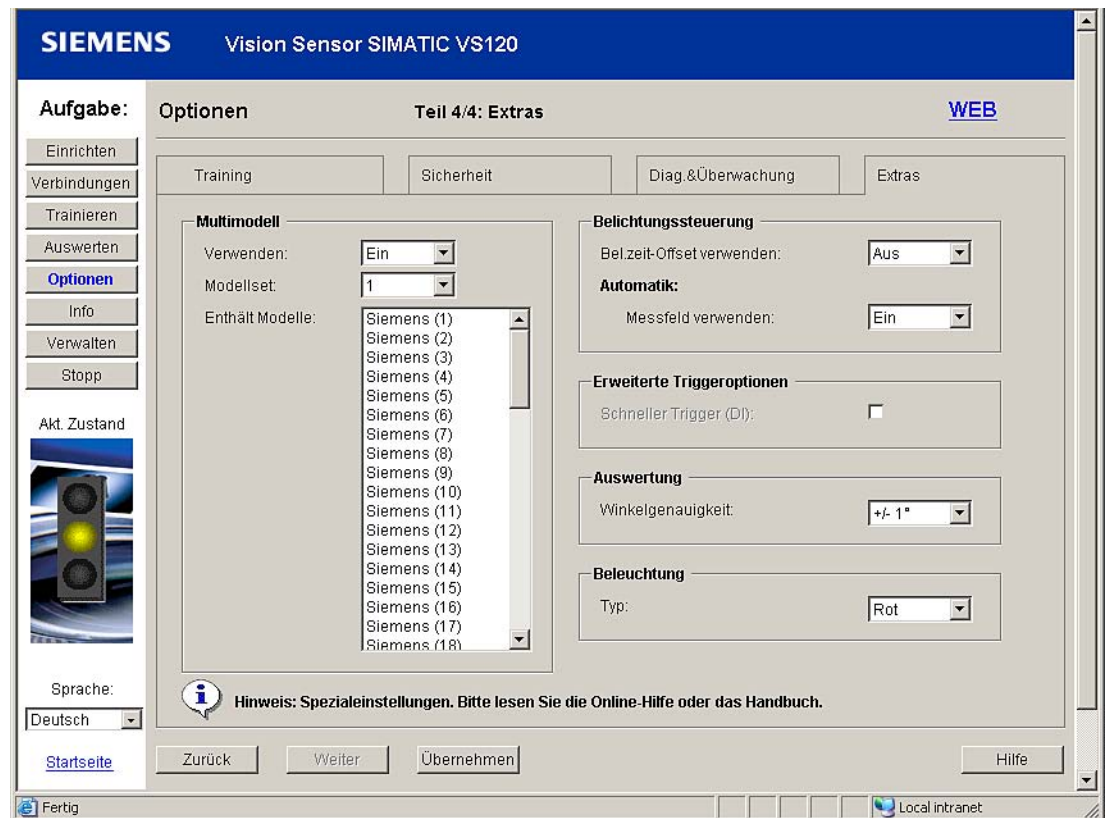 SIEMENS Vision Sensor SIMATIC VS120
Aufgabe:
Einrichten
Verbindungen
Trainieren
Auswerten
Optionen
Info
Verwalten
Stopp
Akt. Zustand
Sprache:
Deutsch
Startseite
Optionen Teil 4/4: Extras WEB
Training Sicherheit Diag.&Überwachung Extras
Multimodell
Verwenden: Ein
Modellset: 1
Enthält Modelle:
Siemens (1)
Siemens (2)
Siemens (3)
Siemens (4)
Siemens (5)
Siemens (6)
Siemens (7)
Siemens (8)
Siemens (9)
Siemens (10)
Siemens (11)
Siemens (12)
Siemens (13)
Siemens (14)
Siemens (15)
Siemens (16)
Siemens (17)
Siemens (18)
Belichtungssteuerung
Bel.zeit-Offset verwenden: Aus
Automatik:
Messfeld verwenden: Ein
Erweiterte Triggeroptionen
Schneller Trigger (DI):
Auswertung
Winkelgenauigkeit: +/- 1°
Beleuchtung
Typ: Rot
Hinweis: Spezialeinstellungen. Bitte lesen Sie die Online-Hilfe oder das Handbuch.
Zurück Weiter Übernehmen Hilfe
Fertig Local intranet